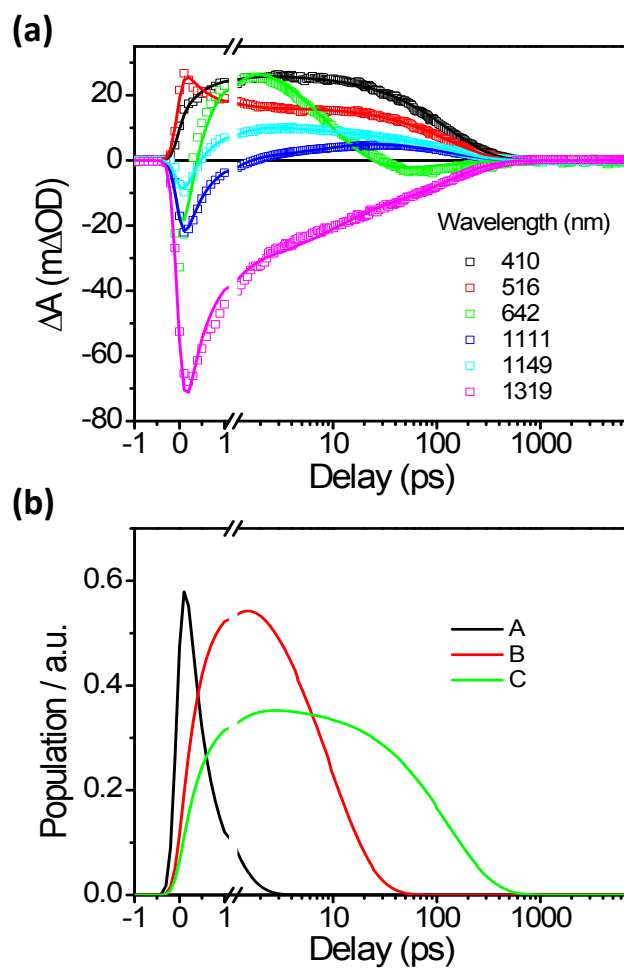 (a)
20
0
-20
-40
-60
-80
ΔA (mΔOD)
Wavelength (nm)
410
516
642
1111
1149
1319
-1 0 1 10 100 1000
Delay (ps)
(b)
0.6
0.4
0.2
0.0
Population / a.u.
A
B
C
-1 0 1 10 100 1000
Delay (ps)